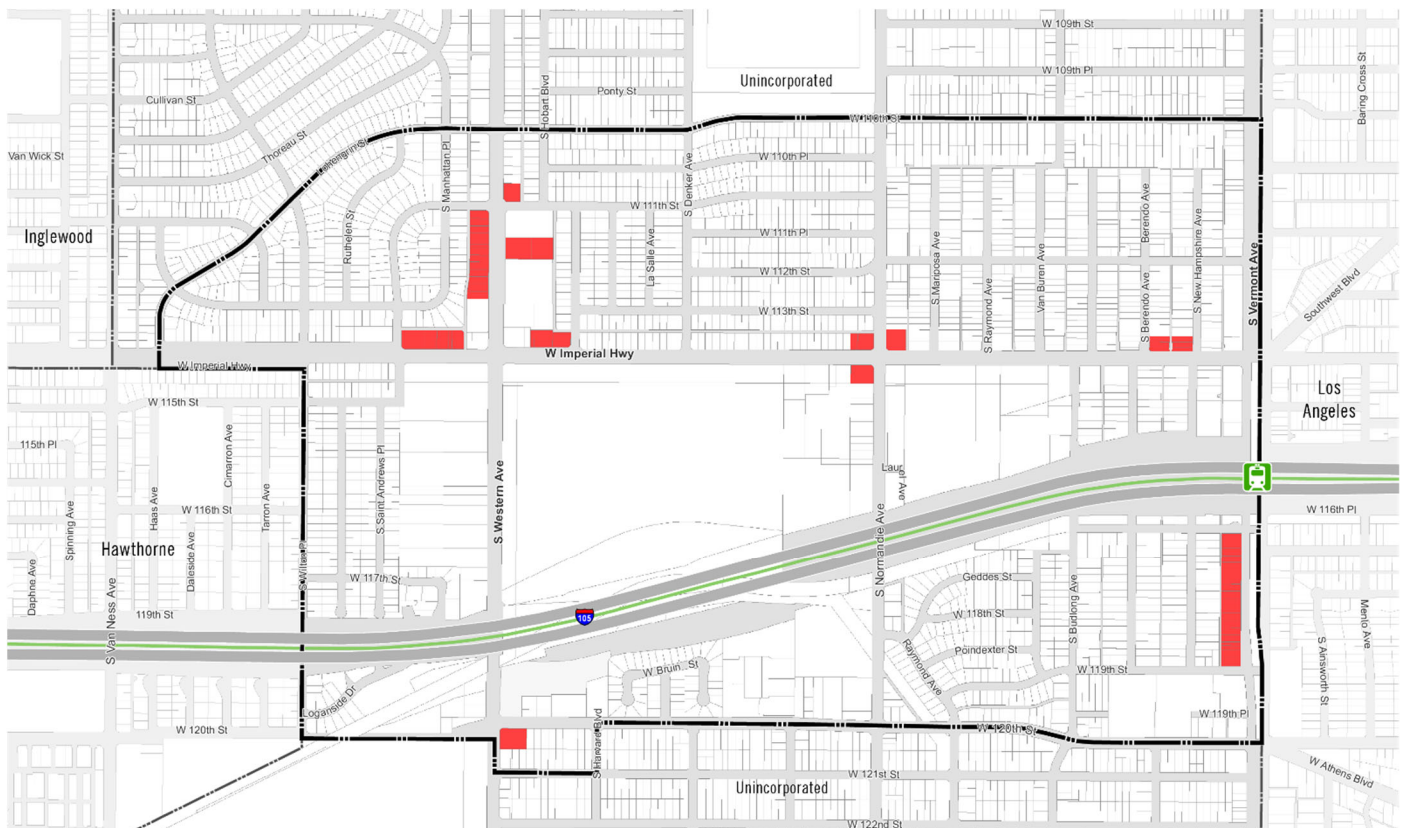 W 109th St
W 109th Pl
Unincorporated
Baring Cross St
Cullivan St
Ponty St
S Hobart Blvd
Thoreau St
Van Wick St
S Manhattan Pl
W 110th Pl
S Denker Ave
W 111th St
Ruthelen St
Inglewood
La Salle Ave
W 111th Pl
W 112th St
W 113th St
S Mariposa Ave
S Raymond Ave
Van Buren Ave
Berendo Ave
S Berendo Ave
S New Hampshire Ave
S Vermont Ave
Southwest Blvd
W Imperial Hwy
W Imperial Hwy
W 115th St
Los
Angeles
115th Pl
Spinning Ave
Haas Ave
Cimarron Ave
Tarron Ave
S Saint Andrews Pl
S Western Ave
S Normandie Ave
W 116th St
W 116th Pl
Hawthorne
Daphne Ave
S Van Ness Ave
Daleside Ave
S Wilton Pl
W 117th St
119th St
105
Geddes St
W 118th St
Poindexter St
Raymond Ave
S Budlong Ave
W 119th St
W 119th Pl
S Ainsworth St
Menlo Ave
Loganside Dr
W 120th St
W 120th St
S Harvard Blvd
W 121st St
Unincorporated
W Athens Blvd
W 122nd St